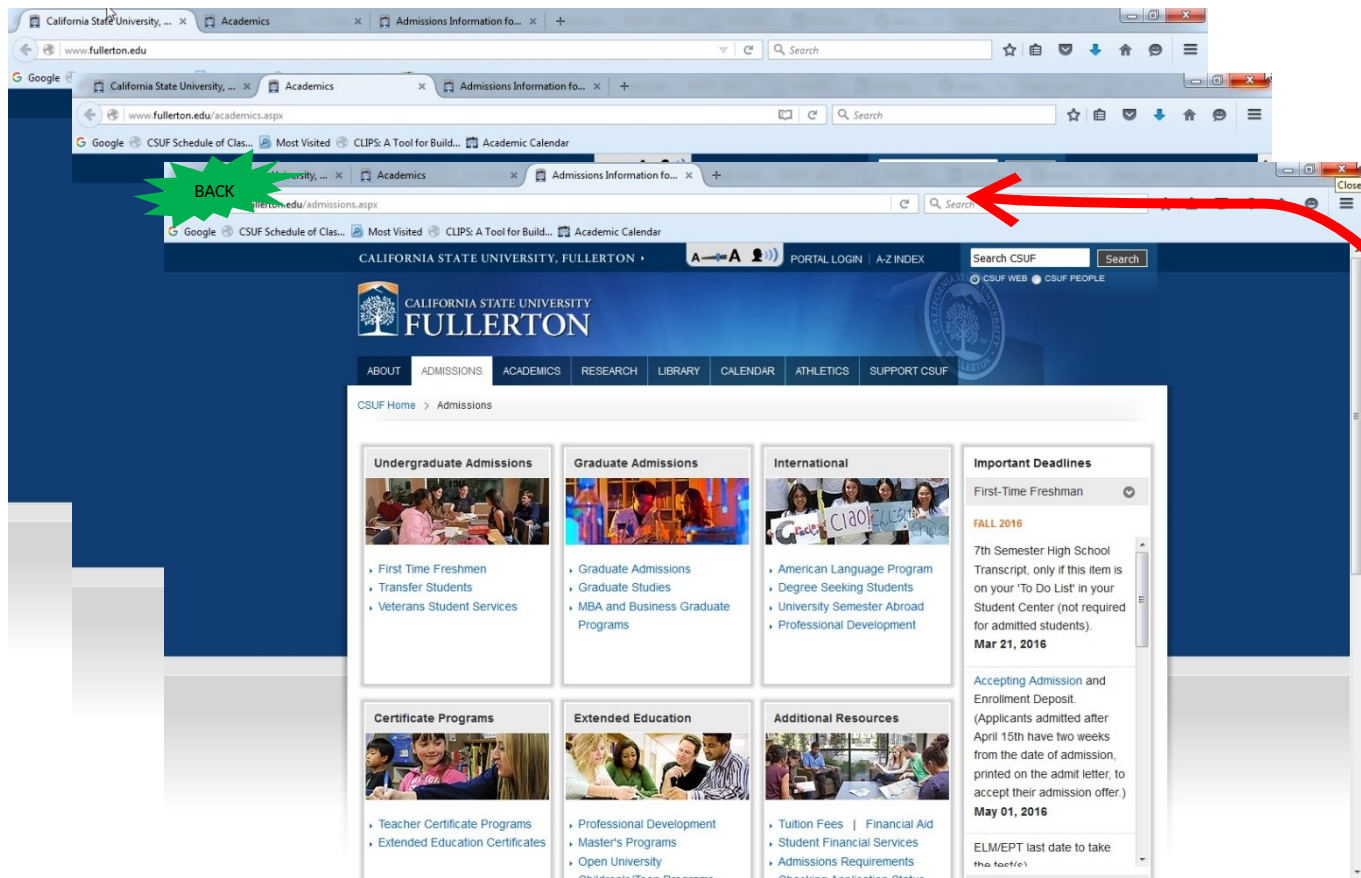 California State University, ...
Academics
Admissions Information fo...
www.fullerton.edu
Search
G Google
California State University, ...
Academics
Admissions Information fo...
www.fullerton.edu/academics.aspx
Search
G Google
CSUF Schedule of Clas...
Most Visited
CLIPS: A Tool for Build...
Academic Calendar
BACK
Academics
Admissions Information fo...
.edu/admissions.aspx
Search
Close
G Google
CSUF Schedule of Clas...
Most Visited
CLIPS: A Tool for Build...
Academic Calendar
CALIFORNIA STATE UNIVERSITY, FULLERTON
A A
PORTAL LOGIN | A-Z INDEX
Search CSUF
Search
CSUF WEB CSUF PEOPLE
CALIFORNIA STATE UNIVERSITY
FULLERTON
ABOUT ADMISSIONS ACADEMICS RESEARCH LIBRARY CALENDAR ATHLETICS SUPPORT CSUF
CSUF Home > Admissions
Undergraduate Admissions
First Time Freshmen
Transfer Students
Veterans Student Services
Graduate Admissions
Graduate Admissions
Graduate Studies
MBA and Business Graduate
Programs
International
Gracie Ciao!
American Language Program
Degree Seeking Students
University Semester Abroad
Professional Development
Important Deadlines
First-Time Freshman
FALL 2016
7th Semester High School
Transcript, only if this item is
on your 'To Do List' in your
Student Center (not required
for admitted students).
Mar 21, 2016
Accepting Admission and
Enrollment Deposit.
(Applicants admitted after
April 15th have two weeks
from the date of admission,
printed on the admit letter, to
accept their admission offer.)
May 01, 2016
ELM/EPT last date to take
the test(s)
Certificate Programs
Teacher Certificate Programs
Extended Education Certificates
Extended Education
Professional Development
Master's Programs
Open University
Children's/Teen Programs
Additional Resources
Tuition Fees | Financial Aid
Student Financial Services
Admissions Requirements
Checking Application Status